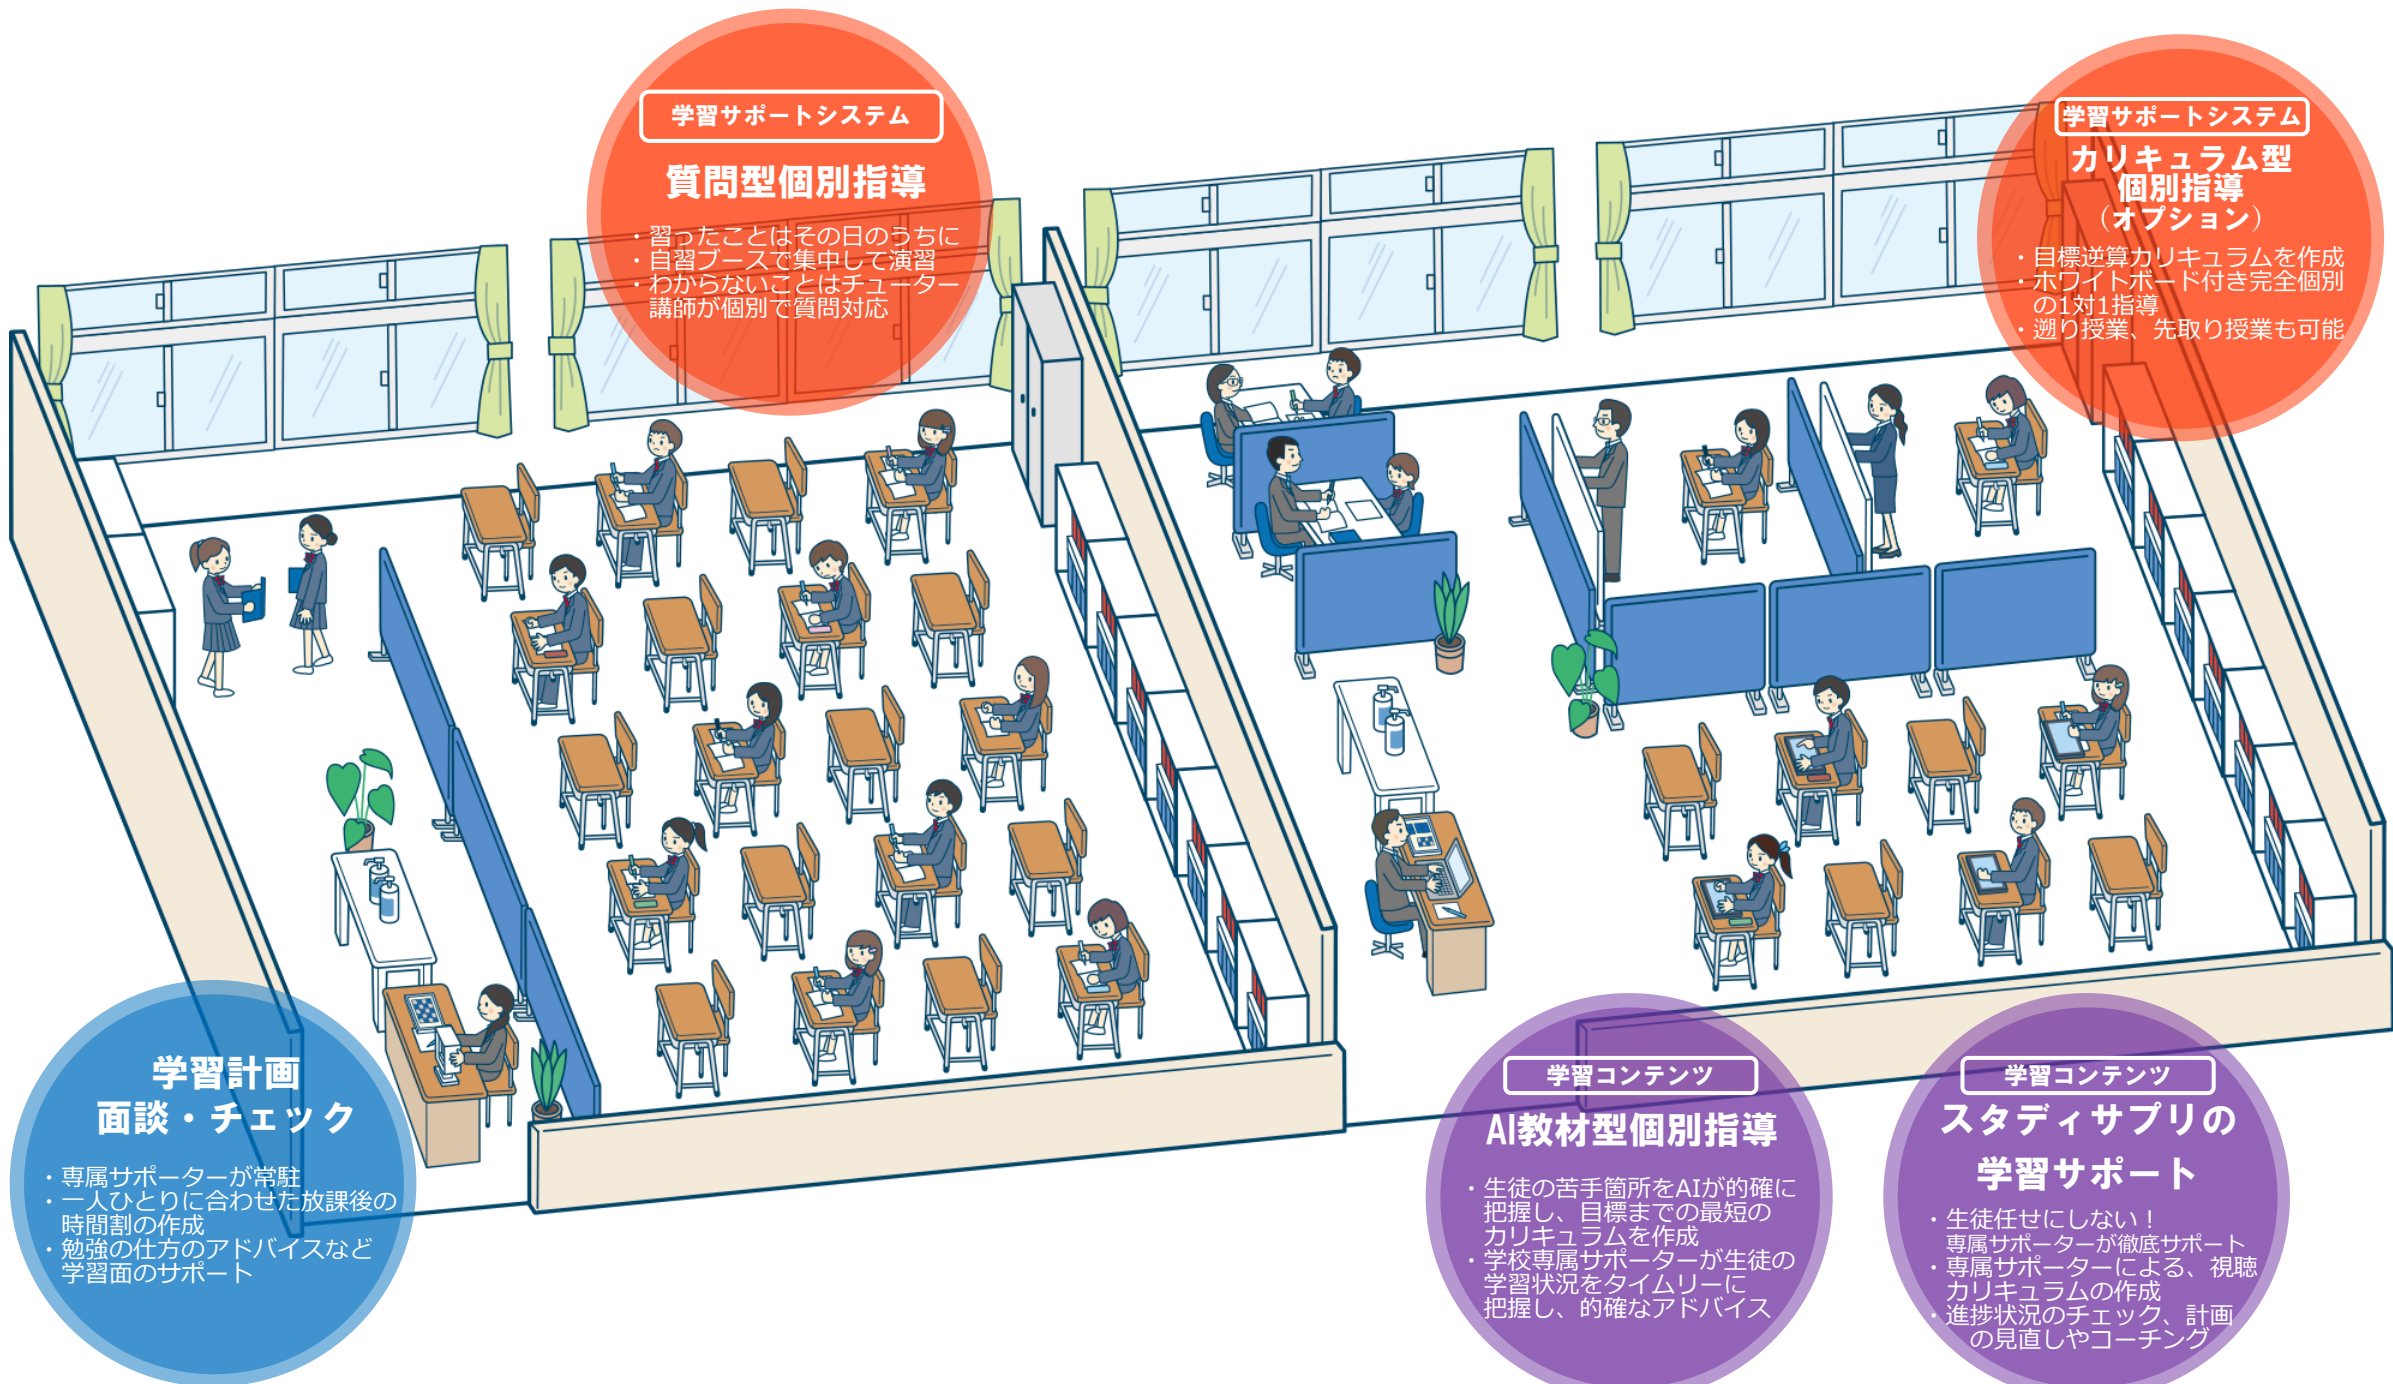 学習サポートシステム
質問型個別指導
・習ったことはその日のうちに
・自習ブースで集中して演習
・わからないことはチューター
講師が個別で質問対応
学習サポートシステム
カリキュラム型
個別指導
（オプション）
・目標逆算カリキュラムを作成
・ホワイトボード付き完全個別
の1対1指導
・遡り授業、先取り授業も可能
学習計画
面談・チェック
・専属サポーターが常駐
・一人ひとりに合わせた放課後の
時間割の作成
・勉強の仕方のアドバイスなど
学習面のサポート
学習コンテンツ
AI教材型個別指導
・生徒の苦手箇所をAIが的確に
把握し、目標までの最短の
カリキュラムを作成
・学校専属サポーターが生徒の
学習状況をタイムリーに
把握し、的確なアドバイス
学習コンテンツ
スタディサプリの
学習サポート
・生徒任せにしない！
専属サポーターが徹底サポート
・専属サポーターによる、視聴
カリキュラムの作成
・進捗状況のチェック、計画
の見直しやコーチング